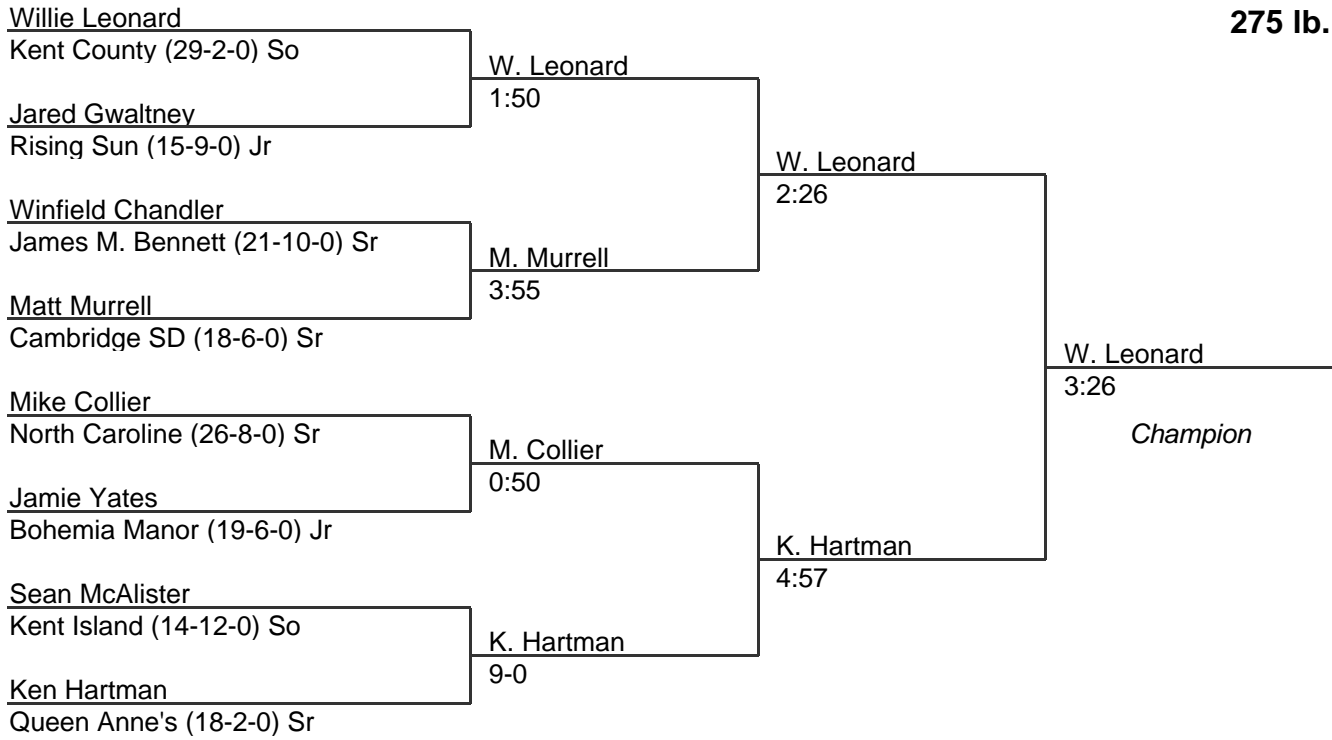 Willie Leonard
275 lb.
Kent County (29-2-0) So
W. Leonard
1:50
Jared Gwaltney
Rising Sun (15-9-0) Jr
W. Leonard
2:26
Winfield Chandler
James M. Bennett (21-10-0) Sr
M. Murrell
3:55
Matt Murrell
Cambridge SD (18-6-0) Sr
W. Leonard
3:26
Champion
Mike Collier
North Caroline (26-8-0) Sr
M. Collier
0:50
Jamie Yates
Bohemia Manor (19-6-0) Jr
K. Hartman
4:57
Sean McAlister
Kent Island (14-12-0) So
K. Hartman
9-0
Ken Hartman
Queen Anne's (18-2-0) Sr